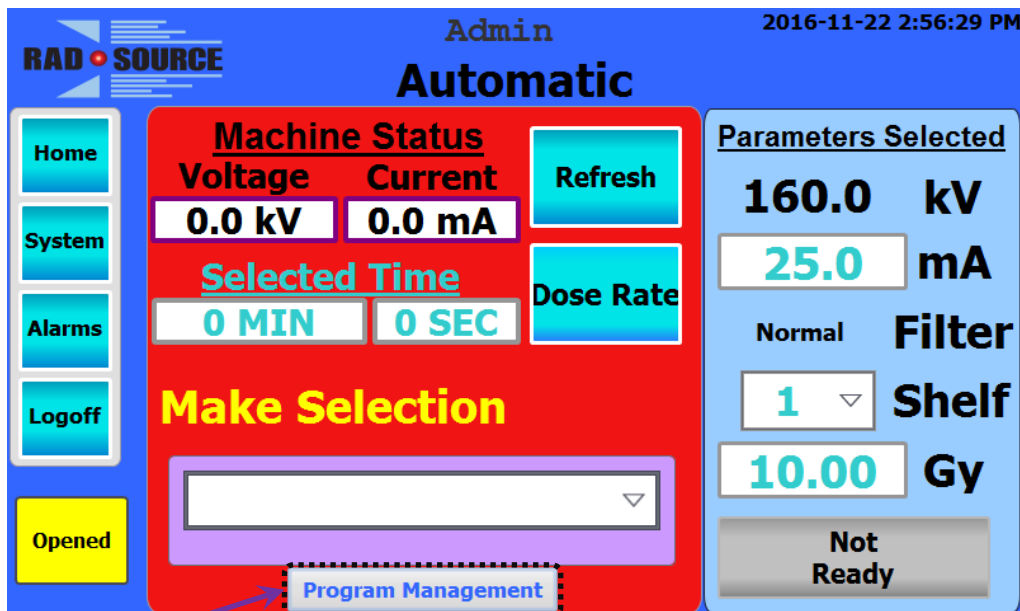 Admin
2016-11-22 2:56:29 PM
RAD SOURCE
Automatic
Home
System
Alarms
Logoff
Opened
Machine Status
Voltage Current
0.0 kV 0.0 mA
Refresh
Selected Time
0 MIN 0 SEC
Dose Rate
Make Selection
Program Management
Parameters Selected
160.0 kV
25.0 mA
Normal Filter
1 Shelf
10.00 Gy
Not
Ready